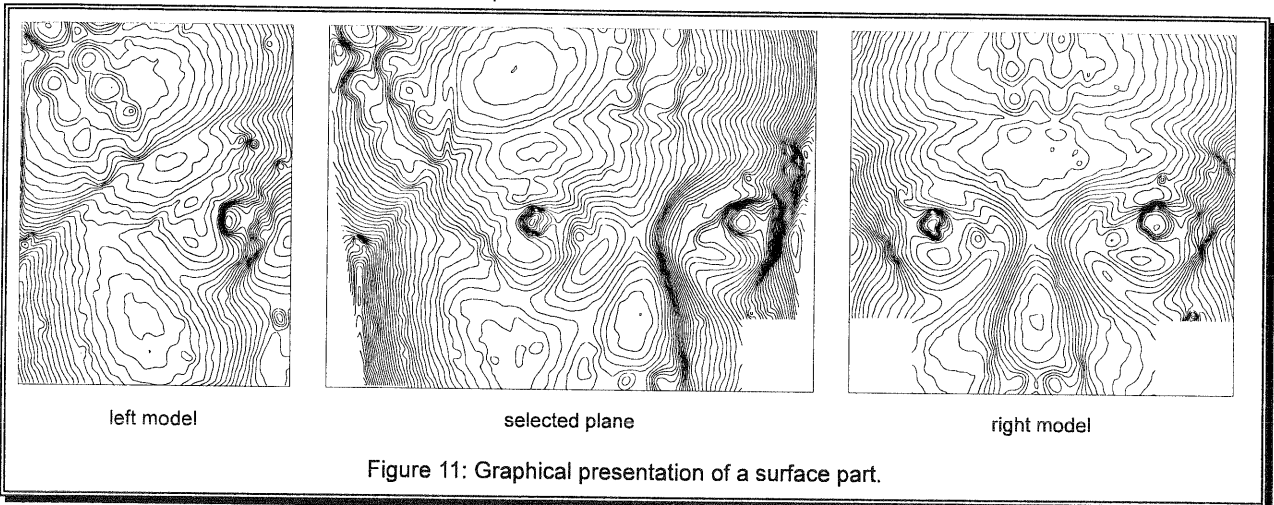 left model
selected plane
right model
Figure 11: Graphical presentation of a surface part.